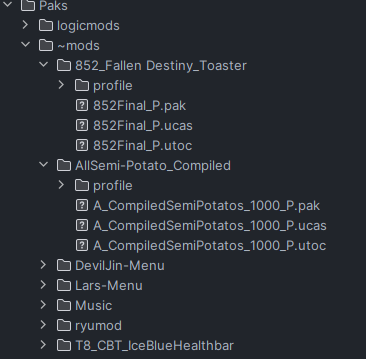 Paks
logicmods
~mods
852_Fallen Destiny_Toaster
profile
852Final_P.pak
852Final_P.ucas
852Final_P.utoc
AllSemi-Potato_Compiled
profile
A_CompiledSemiPotatos_1000_P.pak
A_CompiledSemiPotatos_1000_P.ucas
A_CompiledSemiPotatos_1000_P.utoc
DevilJin-Menu
Lars-Menu
Music
ryumod
T8_CBT_IceBlueHealthbar